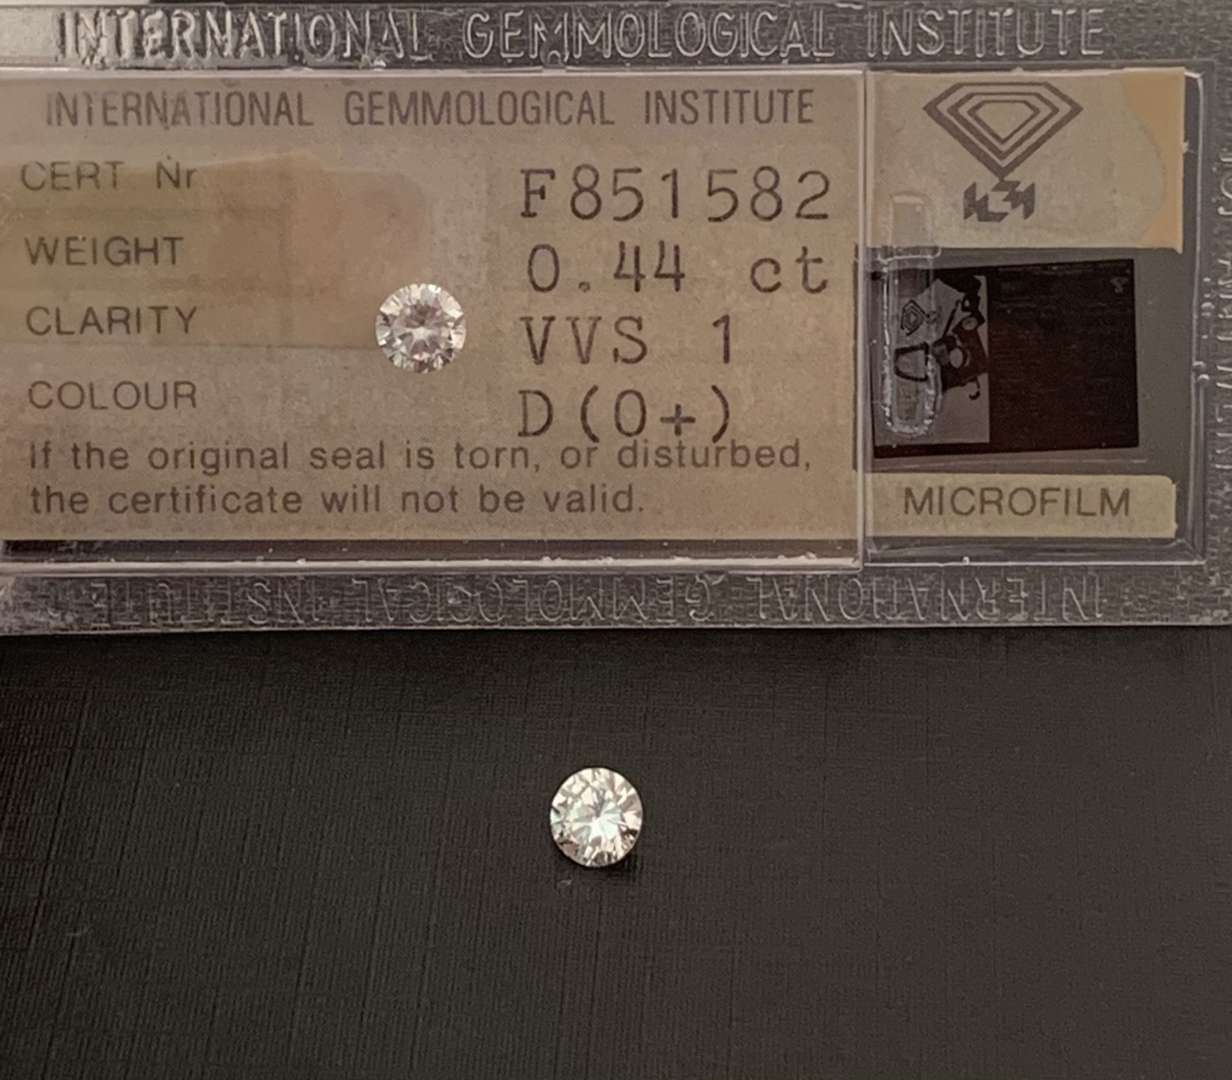 INTERNATIONAL GEMMOLOGICAL INSTITUTE
INTERNATIONAL GEMMOLOGICAL INSTITUTE
CERT Nr F851582
WEIGHT 0.44 ct
CLARITY VVS 1
COLOUR D(0+)
If the original seal is torn, or disturbed,
the certificate will not be valid.
MICROFILM
INTERNATIONAL GEMMOLOGICAL INSTITUTE